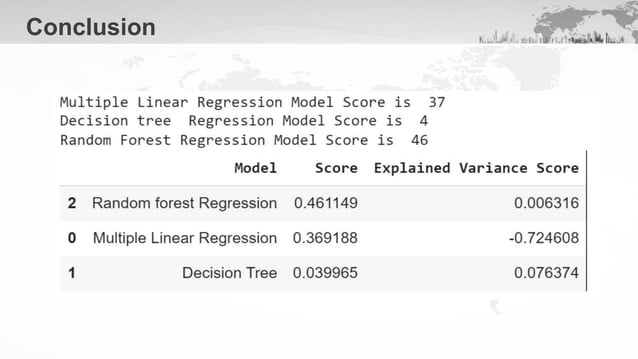 Conclusion
Multiple Linear Regression Model Score is  37
Decision tree  Regression Model Score is  4
Random Forest Regression Model Score is  46
Model Score Explained Variance Score
2 Random forest Regression 0.461149 0.006316
0 Multiple Linear Regression 0.369188 -0.724608
1 Decision Tree 0.039965 0.076374